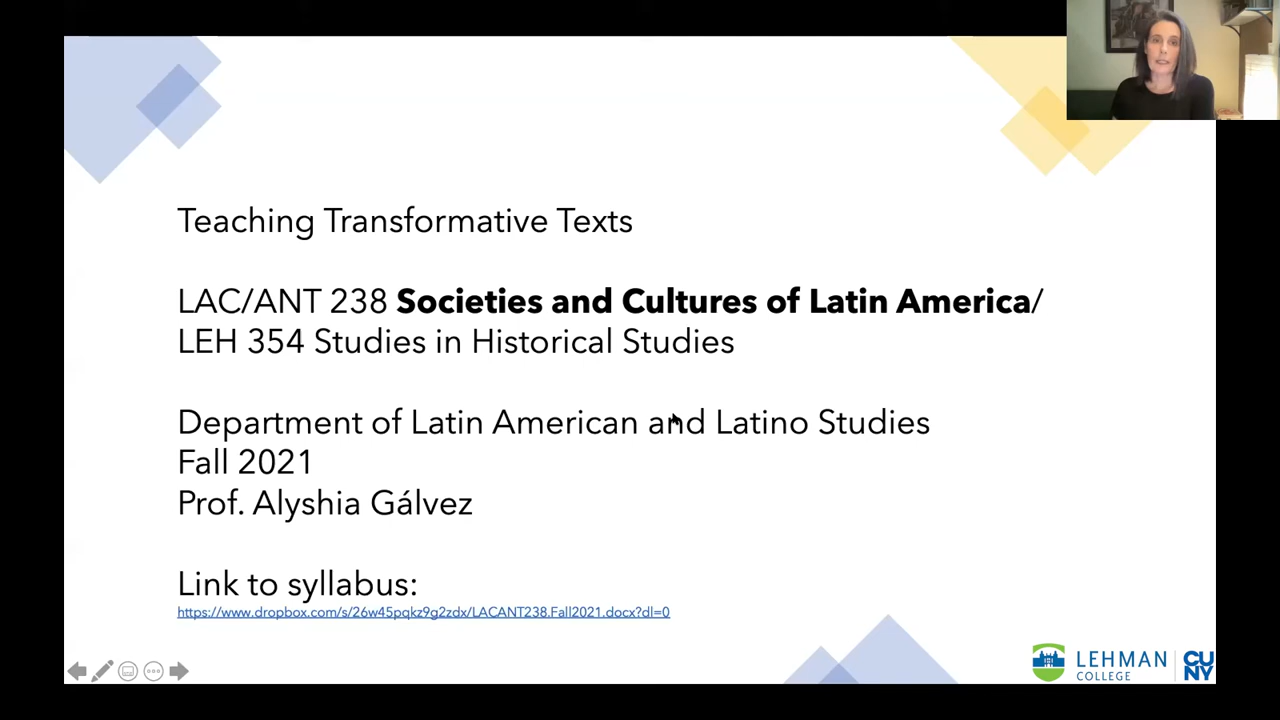 Teaching Transformative Texts
LAC/ANT 238 Societies and Cultures of Latin America/
LEH 354 Studies in Historical Studies
Department of Latin American and Latino Studies
Fall 2021
Prof. Alyshia Gálvez
Link to syllabus:
https://www.dropbox.com/s/26w45pqkz9g2zdx/LACANT238.Fall2021.docx?dl=0
LEHMAN
COLLEGE
CU
NY